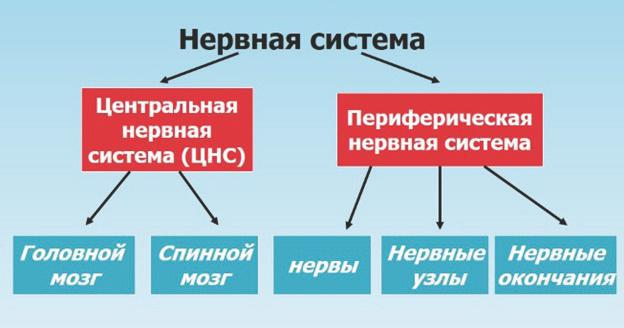 Нервная система
Центральная
нервная
система (ЦНС)
Периферическая
нервная система
Головной
мозг
Спинной
мозг
нервы
Нервные
узлы
Нервные
окончания